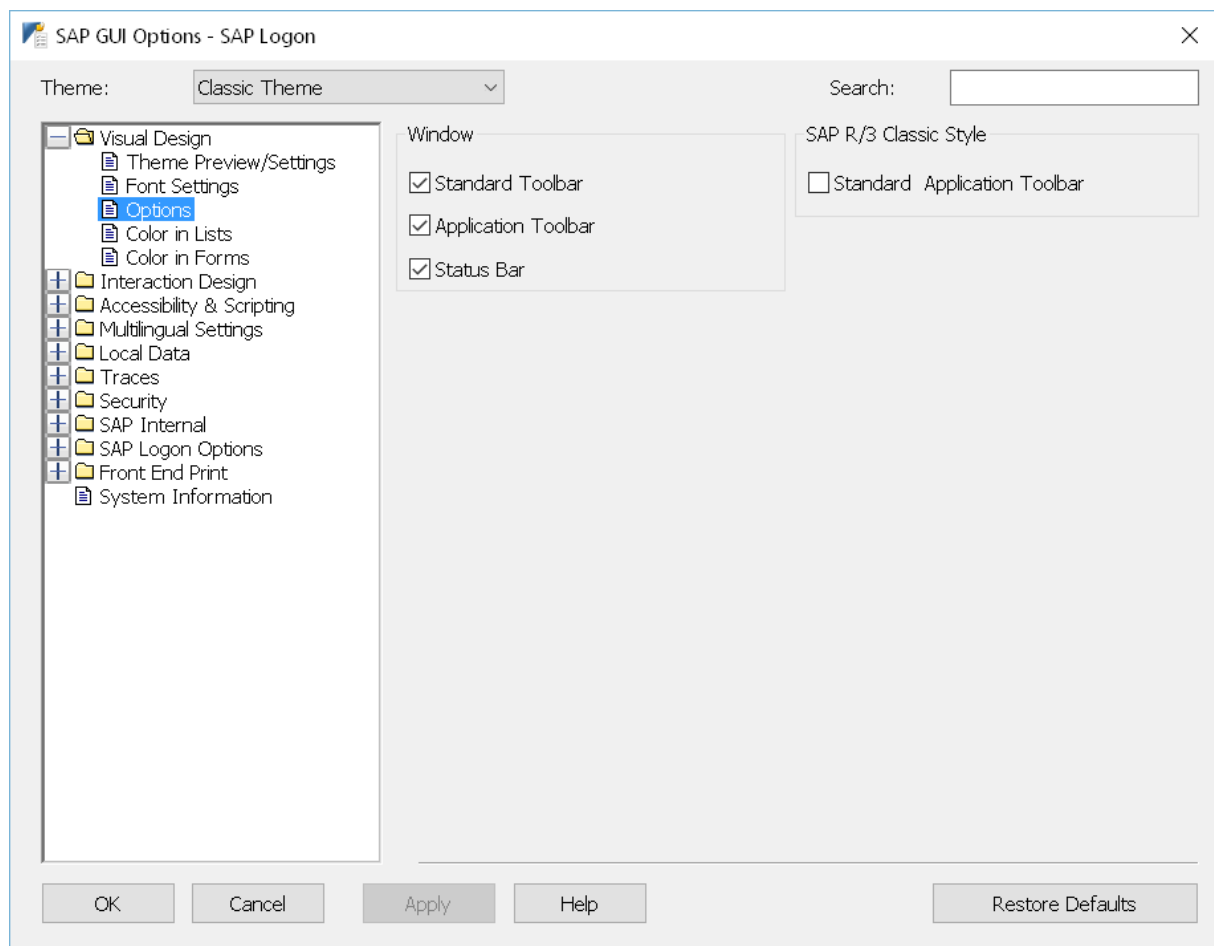 SAP GUI Options - SAP Logon
Theme: Classic Theme Search:
Visual Design
Theme Preview/Settings
Font Settings
Options
Color in Lists
Color in Forms
Interaction Design
Accessibility & Scripting
Multilingual Settings
Local Data
Traces
Security
SAP Internal
SAP Logon Options
Front End Print
System Information
Window
Standard Toolbar
Application Toolbar
Status Bar
SAP R/3 Classic Style
Standard Application Toolbar
OK Cancel Apply Help Restore Defaults